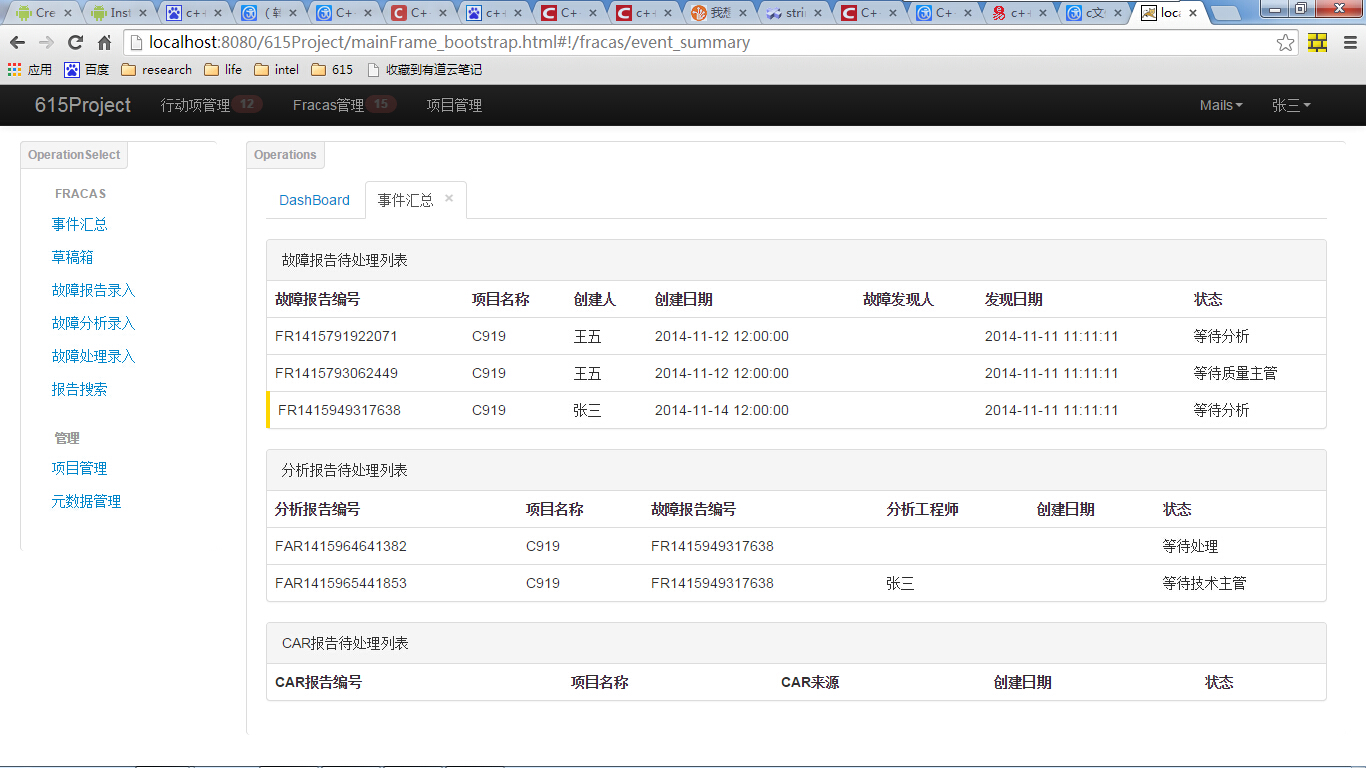 Cre
Inst
c++
(转
C++
C
c++
C+
c++
我想
strin
C+
C+
c++
c文
loca
localhost:8080/615Project/mainFrame_bootstrap.html#!/fracas/event_summary
应用 百度 research life intel 615 收藏到有道云笔记
615Project 行动项管理 12 Fracas管理 15 项目管理 Mails 张三
OperationSelect
FRACAS
事件汇总
草稿箱
故障报告录入
故障分析录入
故障处理录入
报告搜索
管理
项目管理
元数据管理
Operations
DashBoard 事件汇总 ×
故障报告待处理列表
故障报告编号 项目名称 创建人 创建日期 故障发现人 发现日期 状态
FR1415791922071 C919 王五 2014-11-12 12:00:00 2014-11-11 11:11:11 等待分析
FR1415793062449 C919 王五 2014-11-12 12:00:00 2014-11-11 11:11:11 等待质量主管
FR1415949317638 C919 张三 2014-11-14 12:00:00 2014-11-11 11:11:11 等待分析
分析报告待处理列表
分析报告编号 项目名称 故障报告编号 分析工程师 创建日期 状态
FAR1415964641382 C919 FR1415949317638 等待处理
FAR1415965441853 C919 FR1415949317638 张三 等待技术主管
CAR报告待处理列表
CAR报告编号 项目名称 CAR来源 创建日期 状态